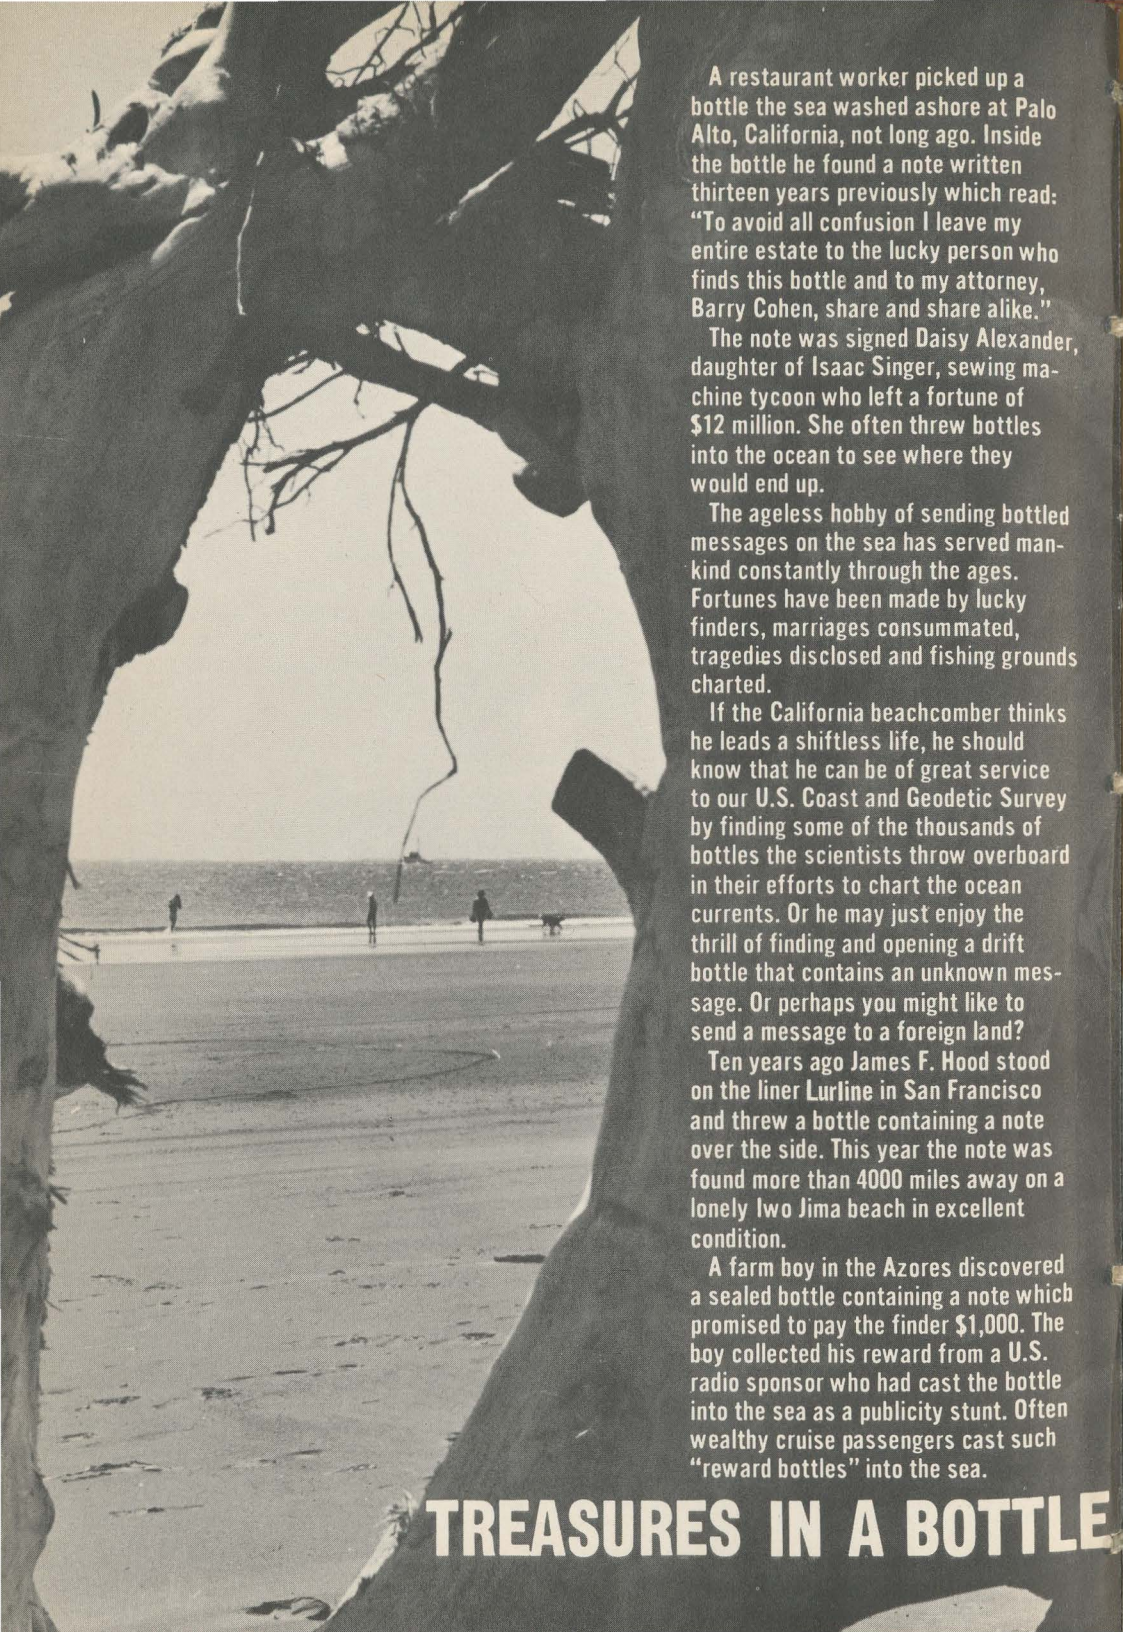 A restaurant worker picked up a
bottle the sea washed ashore at Palo
Alto, California, not long ago. Inside
the bottle he found a note written
thirteen years previously which read:
“To avoid all confusion I leave my
entire estate to the lucky person who
finds this bottle and to my attorney,
Barry Cohen, share and share alike.”
The note was signed Daisy Alexander,
daughter of Isaac Singer, sewing ma-
chine tycoon who left a fortune of
$12 million. She often threw bottles
into the ocean to see where they
would end up.
The ageless hobby of sending bottled
messages on the sea has served man-
kind constantly through the ages.
Fortunes have been made by lucky
finders, marriages consummated,
tragedies disclosed and fishing grounds
charted.
If the California beachcomber thinks
he leads a shiftless life, he should
know that he can be of great service
to our U.S. Coast and Geodetic Survey
by finding some of the thousands of
bottles the scientists throw overboard
in their efforts to chart the ocean
currents. Or he may just enjoy the
thrill of finding and opening a drift
bottle that contains an unknown mes-
sage. Or perhaps you might like to
send a message to a foreign land?
Ten years ago James F. Hood stood
on the liner Lurline in San Francisco
and threw a bottle containing a note
over the side. This year the note was
found more than 4000 miles away on a
lonely Iwo Jima beach in excellent
condition.
A farm boy in the Azores discovered
a sealed bottle containing a note which
promised to pay the finder $1,000. The
boy collected his reward from a U.S.
radio sponsor who had cast the bottle
into the sea as a publicity stunt. Often
wealthy cruise passengers cast such
“reward bottles” into the sea.
TREASURES IN A BOTTLE